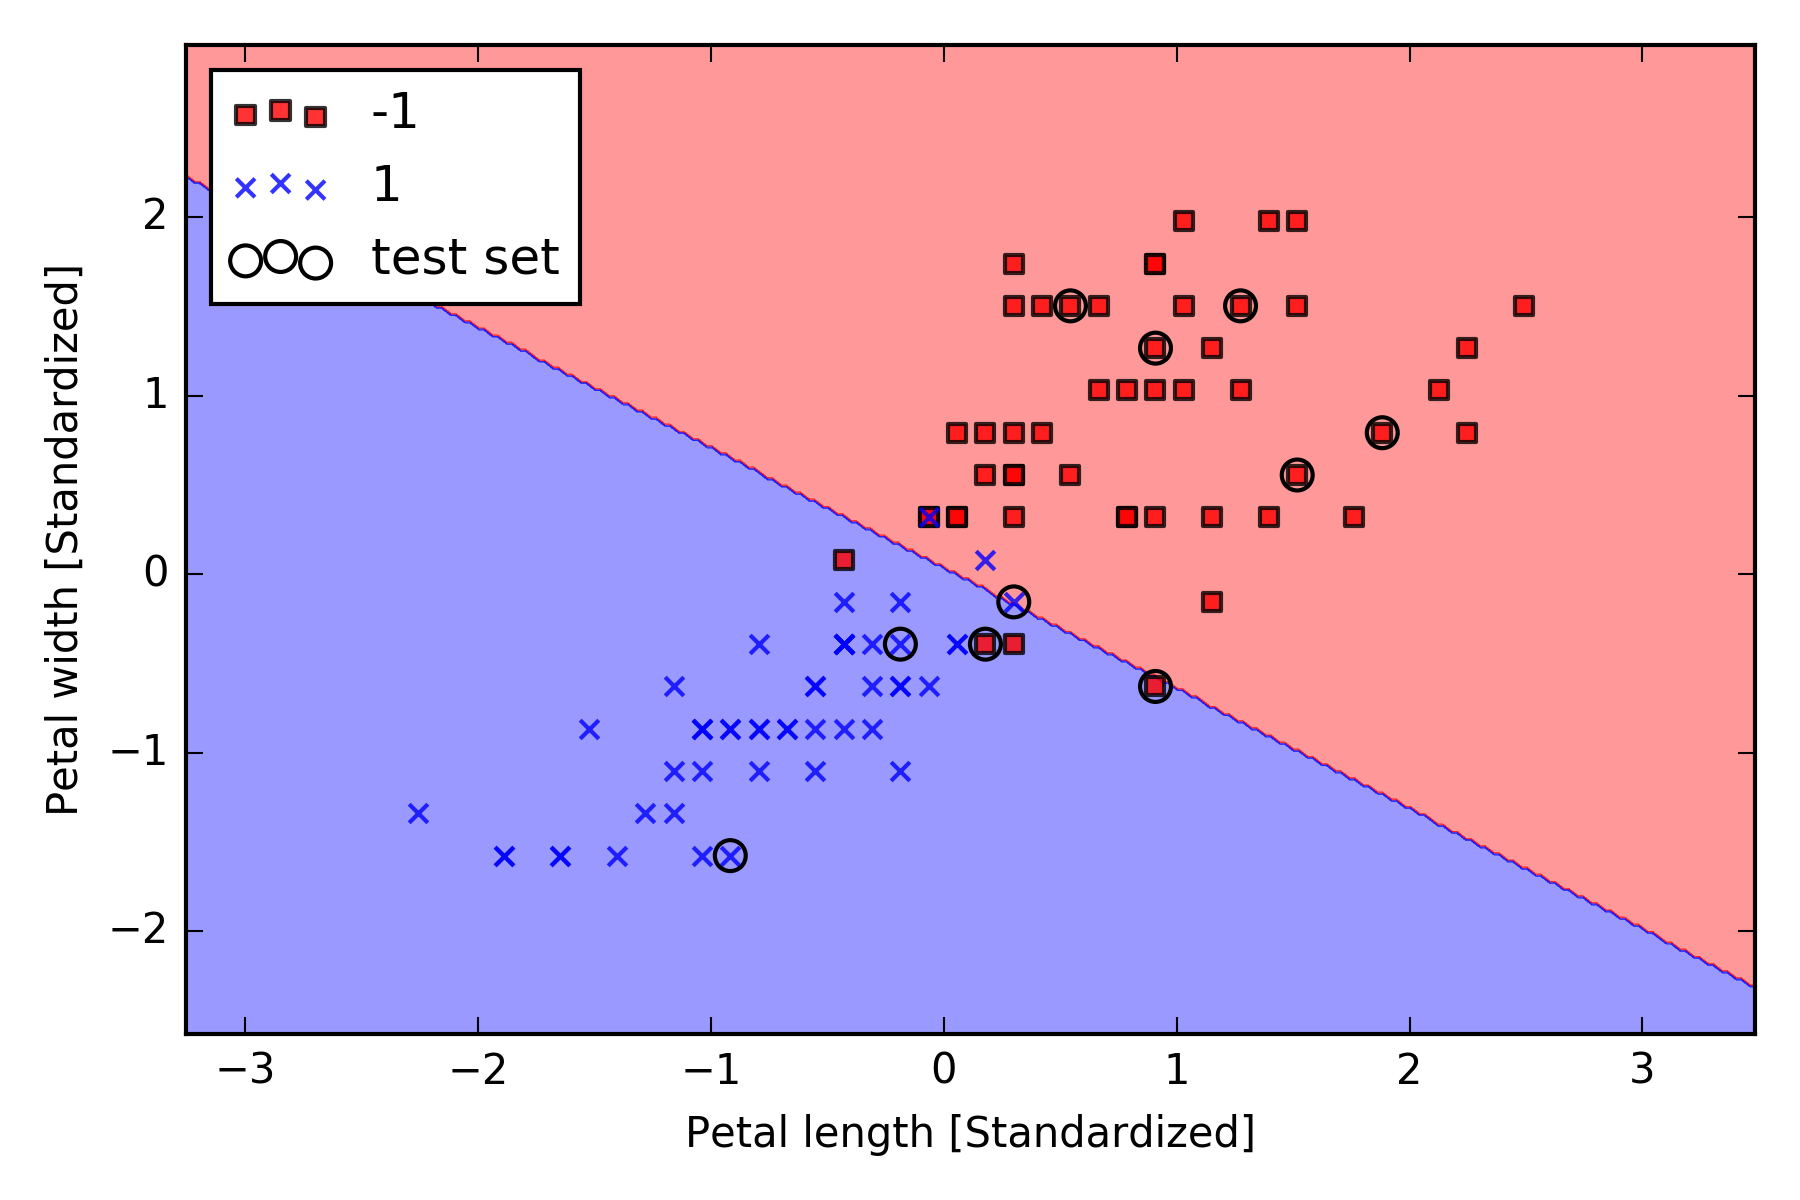 -1
1
test set
2
1
0
−1
−2
Petal width [Standardized]
−3 −2 −1 0 1 2 3
Petal length [Standardized]